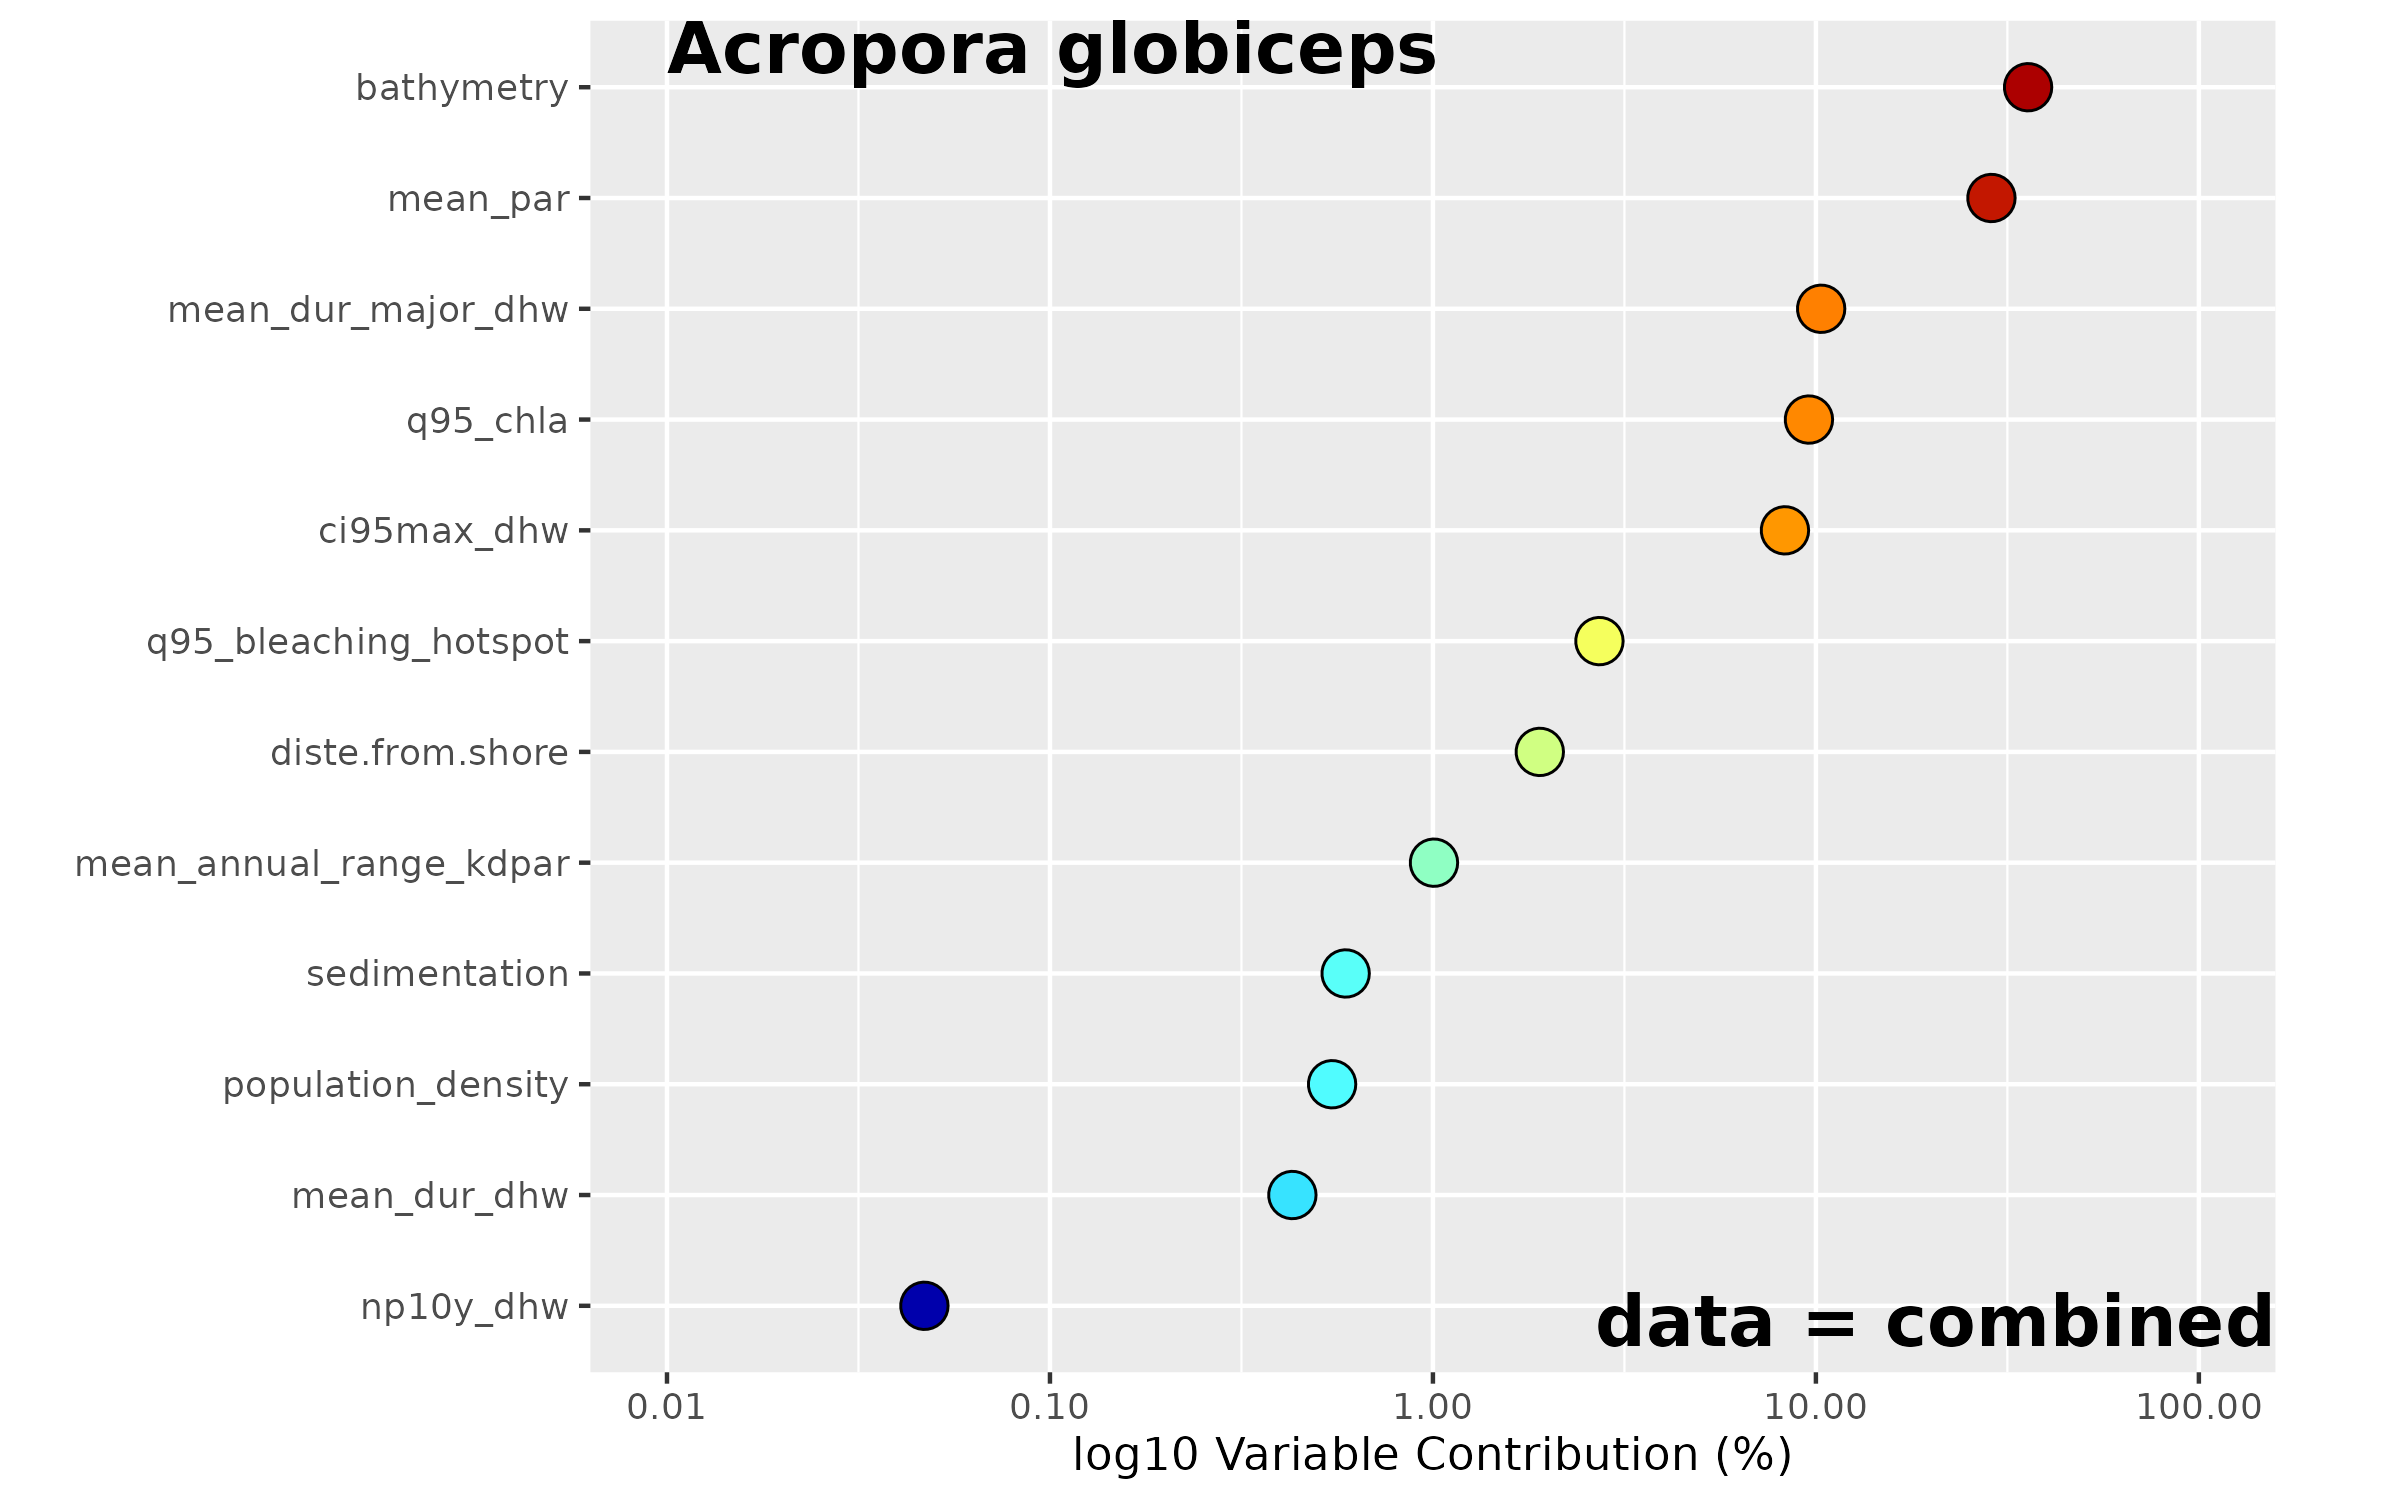 Acropora globiceps
bathymetry
mean_par
mean_dur_major_dhw
q95_chla
ci95max_dhw
q95_bleaching_hotspot
diste.from.shore
mean_annual_range_kdpar
sedimentation
population_density
mean_dur_dhw
np10y_dhw
data = combined
0.01 0.10 1.00 10.00 100.00
log10 Variable Contribution (%)